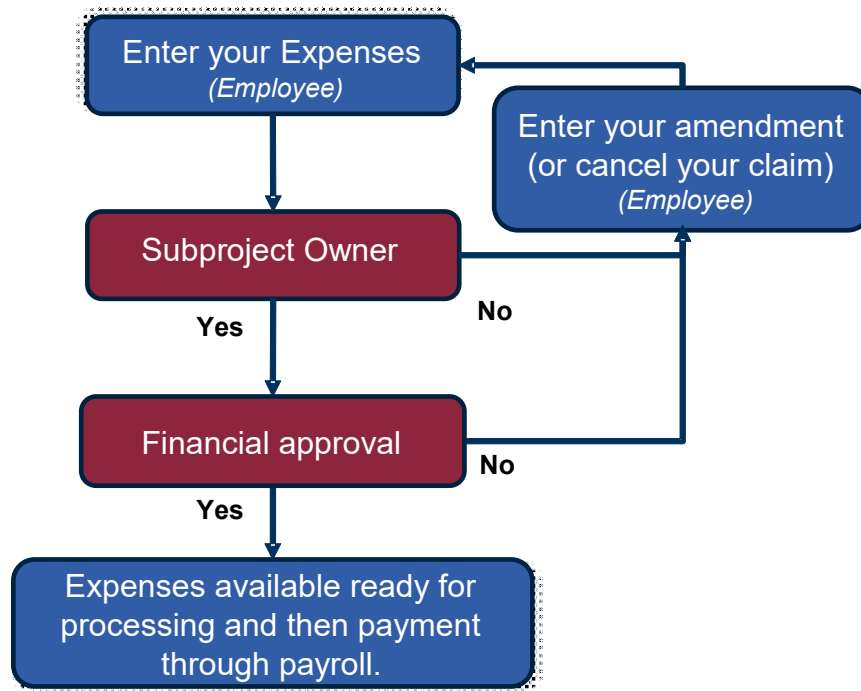 Enter your Expenses
(Employee)
Enter your amendment
(or cancel your claim)
(Employee)
Subproject Owner
Yes
No
Financial approval
No
Yes
Expenses available ready for
processing and then payment
through payroll.